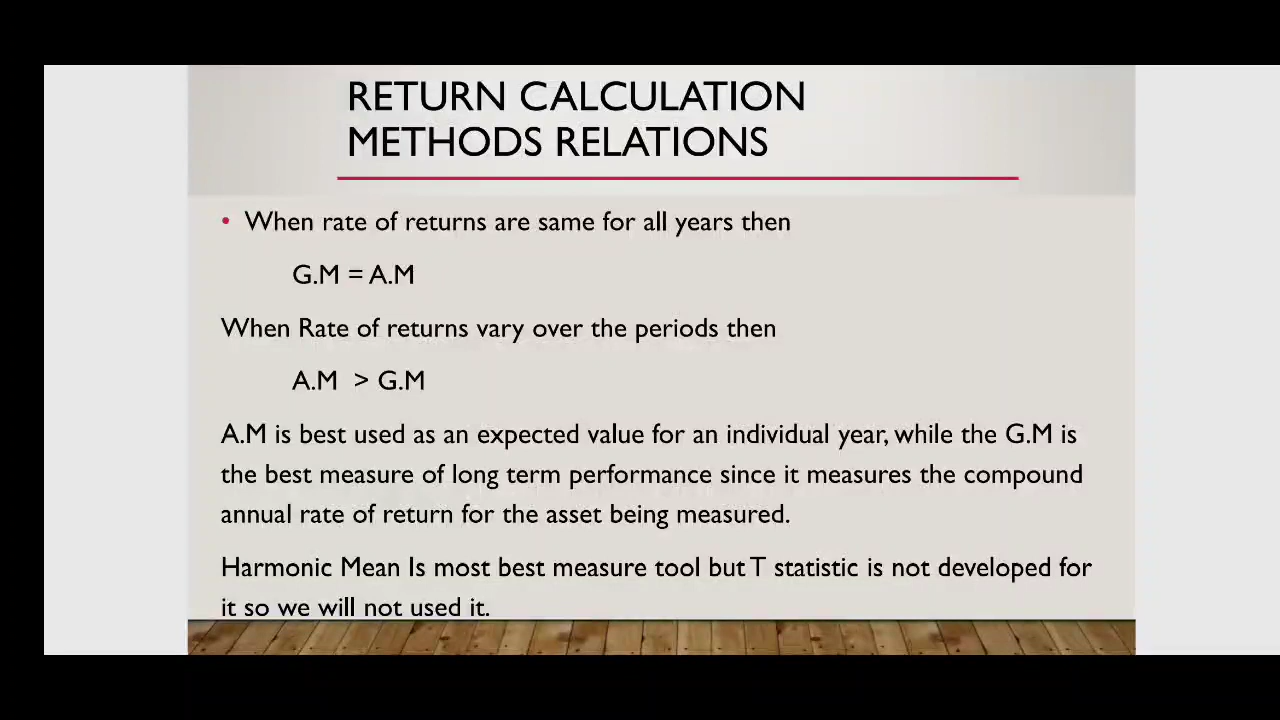 RETURN CALCULATION
METHODS RELATIONS
• When rate of returns are same for all years then
G.M = A.M
When Rate of returns vary over the periods then
A.M > G.M
A.M is best used as an expected value for an individual year, while the G.M is
the best measure of long term performance since it measures the compound
annual rate of return for the asset being measured.
Harmonic Mean Is most best measure tool but T statistic is not developed for
it so we will not used it.